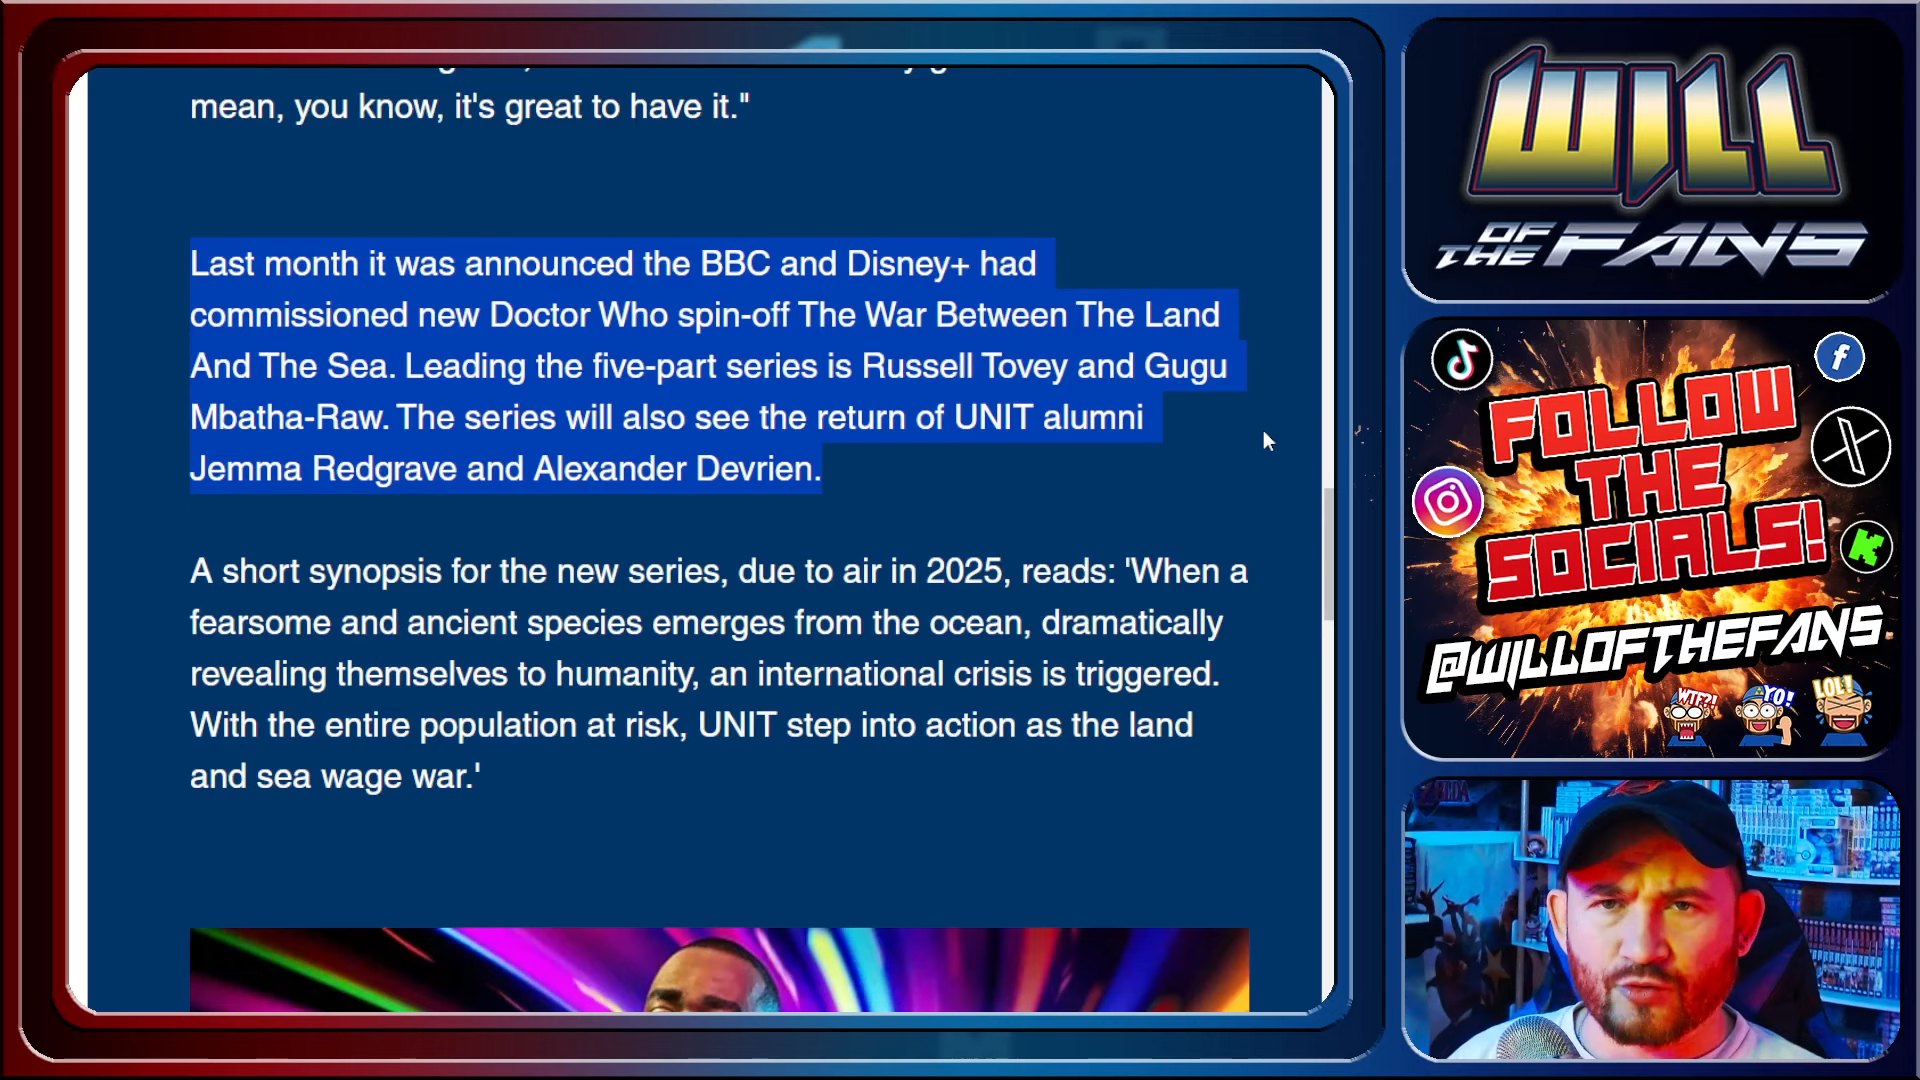 mean, you know, it's great to have it."
Last month it was announced the BBC and Disney+ had
commissioned new Doctor Who spin-off The War Between The Land
And The Sea. Leading the five-part series is Russell Tovey and Gugu
Mbatha-Raw. The series will also see the return of UNIT alumni
Jemma Redgrave and Alexander Devrien.
A short synopsis for the new series, due to air in 2025, reads: 'When a
fearsome and ancient species emerges from the ocean, dramatically
revealing themselves to humanity, an international crisis is triggered.
With the entire population at risk, UNIT step into action as the land
and sea wage war.'
WILL
OF
THE FANS
FOLLOW
THE
SOCIALS!
@WILLOFTHEFANS
WTF?!
YO!
LOL!